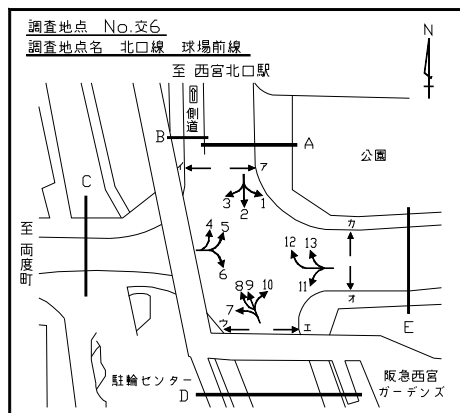 調査地点 No.交6
調査地点名 北口線 球場前線
至 西宮北口駅
N
⇧側道
B
A
公園
C
イ
ア
3
2
1
カ
至 両度町
4
5
6
12
13
11
オ
8
9
10
7
ウ
エ
E
駐輪センター
D
阪急西宮
ガーデンズ